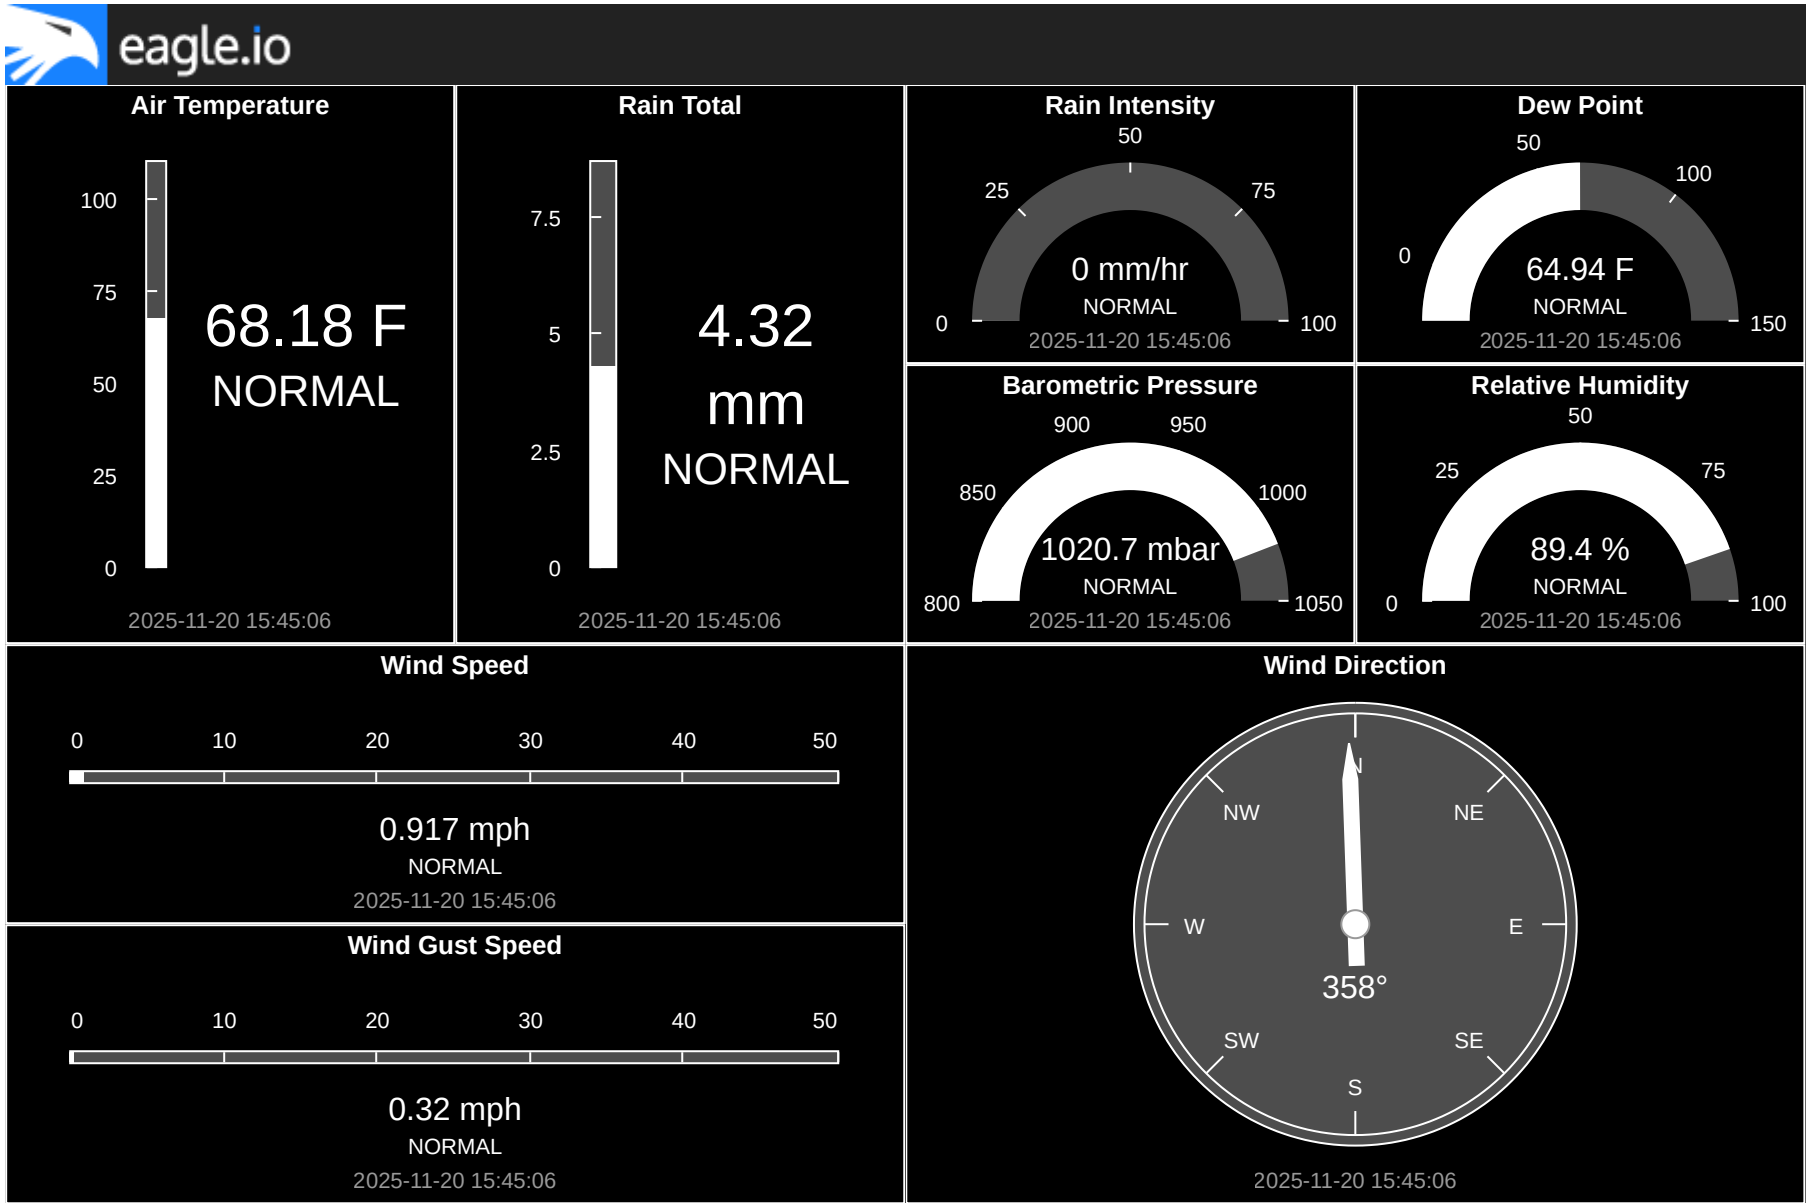 eagle.io
Air Temperature
100
75
50
25
0
68.18 F
NORMAL
2025-11-20 15:45:06
Rain Total
7.5
5
2.5
0
4.32
mm
NORMAL
2025-11-20 15:45:06
Rain Intensity
0
25
50
75
100
0 mm/hr
NORMAL
2025-11-20 15:45:06
Dew Point
0
50
100
150
64.94 F
NORMAL
2025-11-20 15:45:06
Barometric Pressure
800
850
900
950
1000
1050
1020.7 mbar
NORMAL
2025-11-20 15:45:06
Relative Humidity
0
25
50
75
100
89.4 %
NORMAL
2025-11-20 15:45:06
Wind Speed
0 10 20 30 40 50
0.917 mph
NORMAL
2025-11-20 15:45:06
Wind Gust Speed
0 10 20 30 40 50
0.32 mph
NORMAL
2025-11-20 15:45:06
Wind Direction
N
NW NE
W E
358°
SW SE
S
2025-11-20 15:45:06